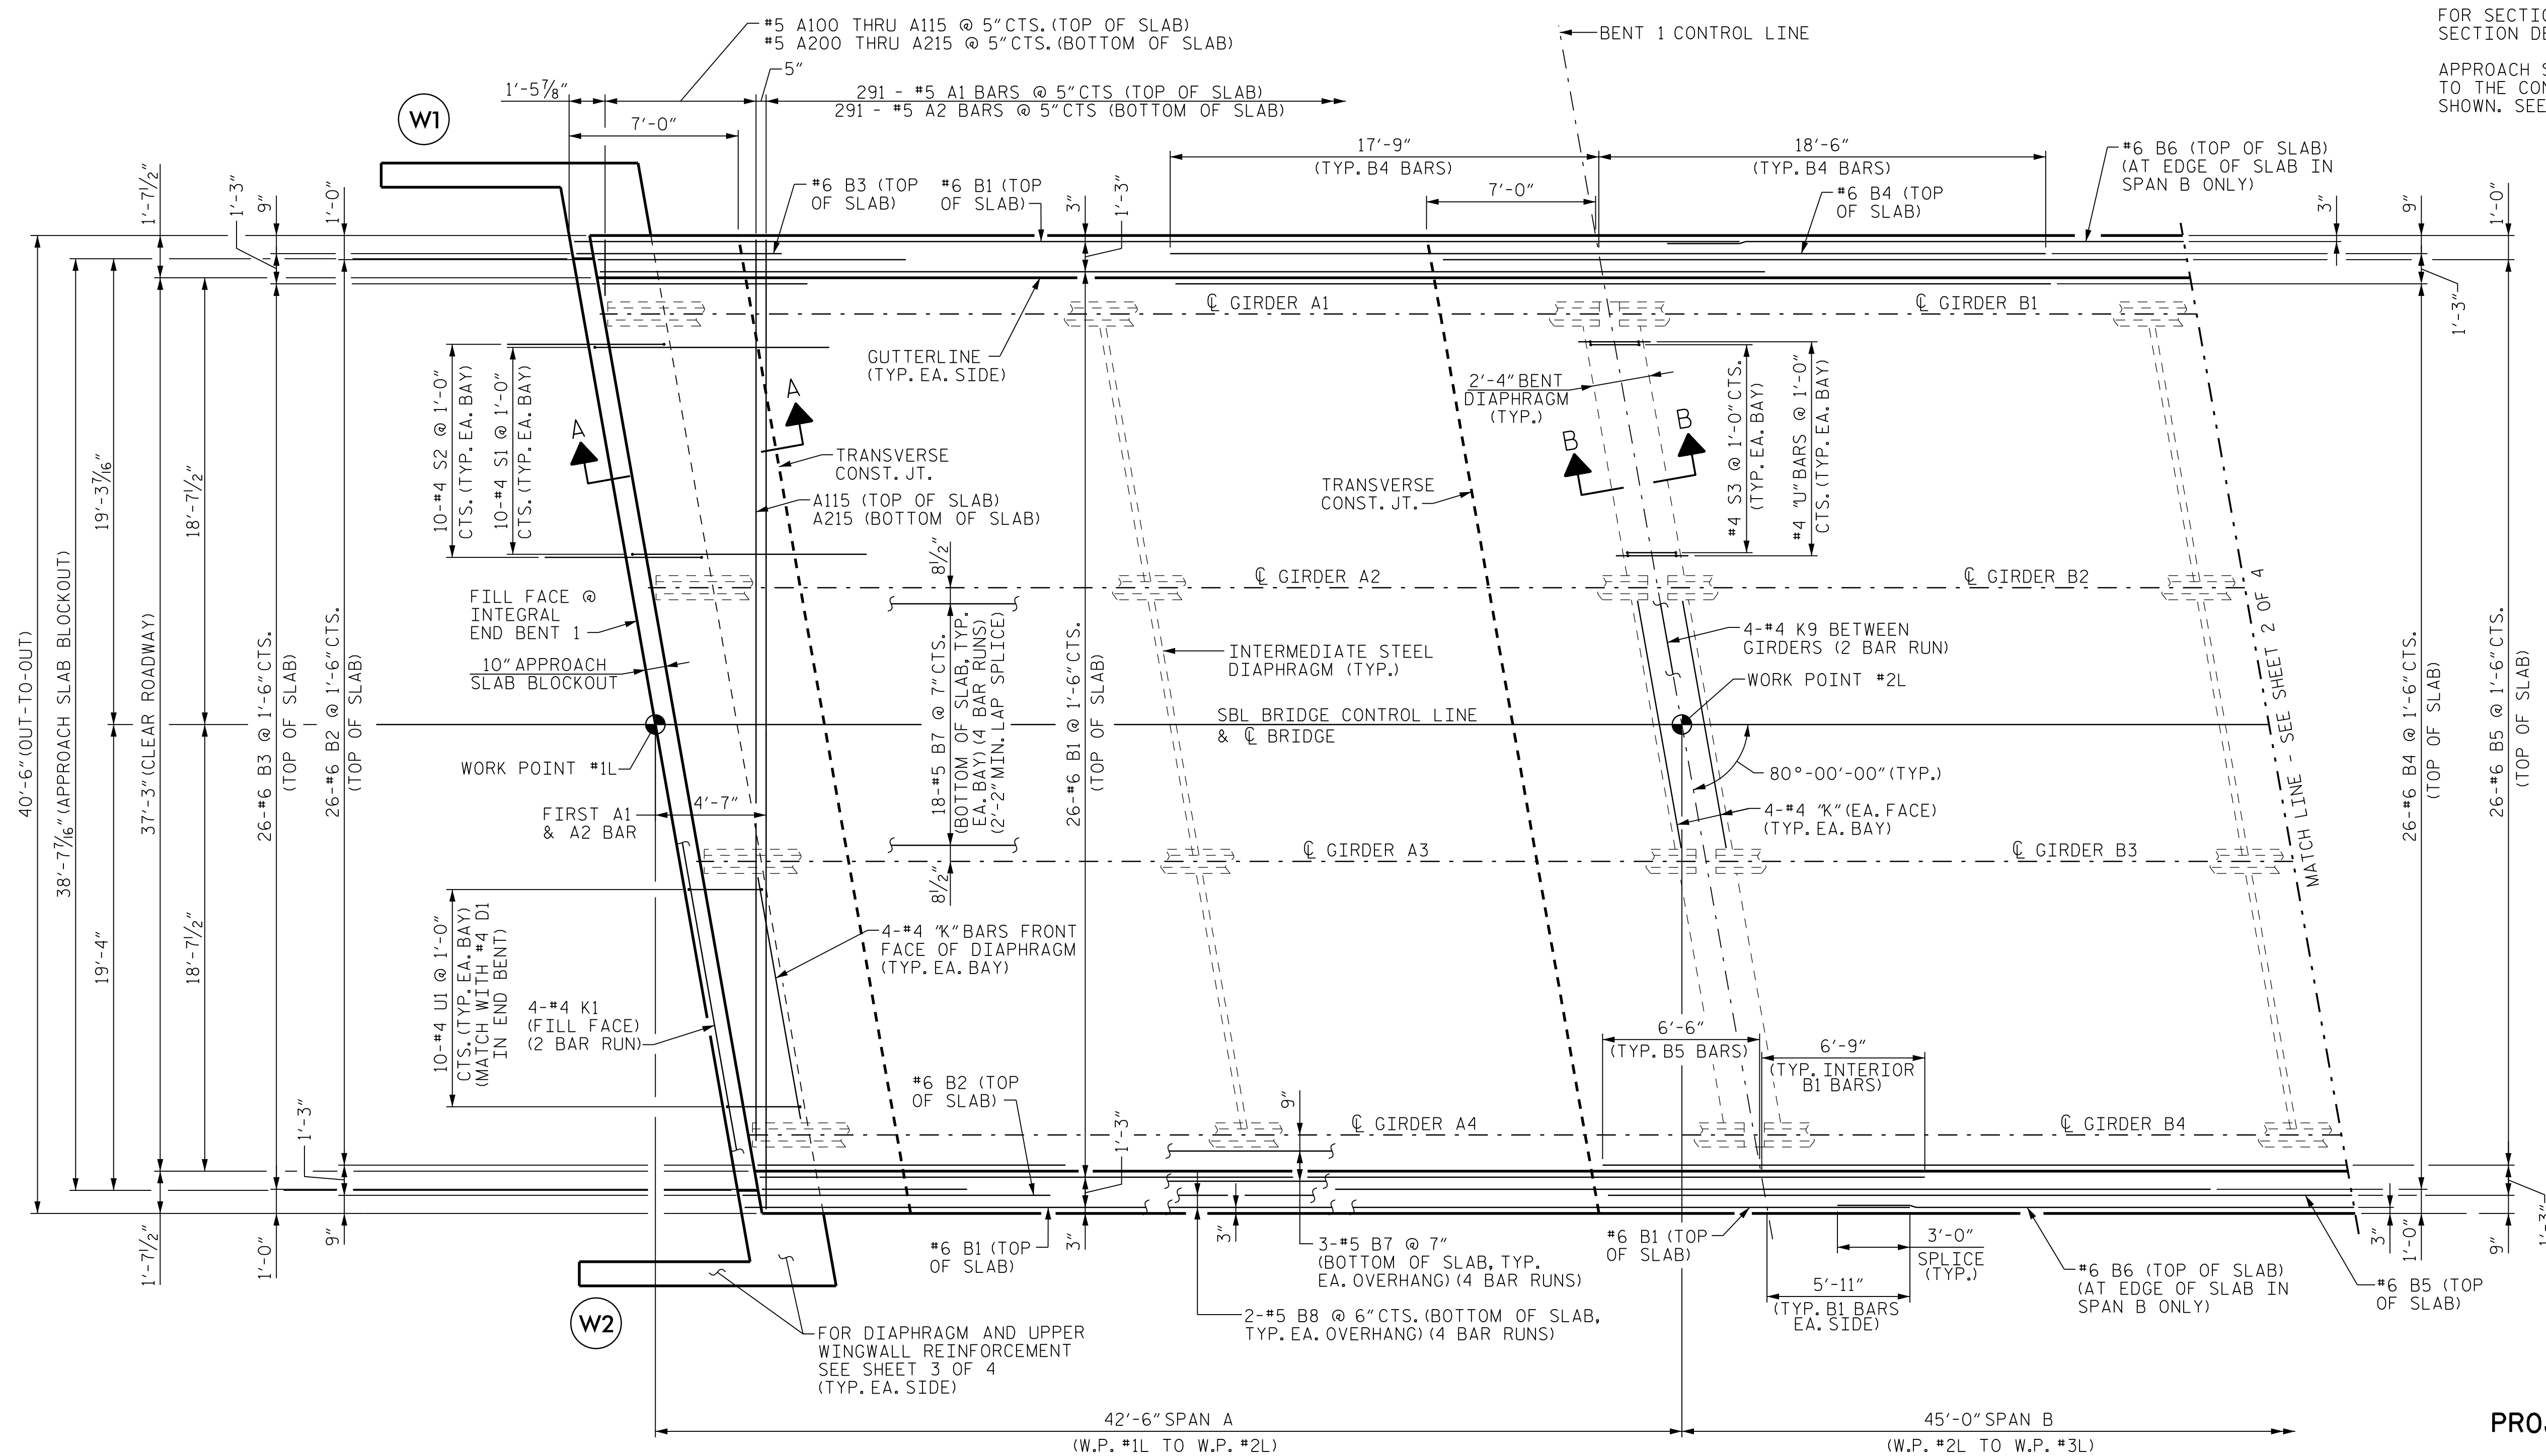 #5 A100 THRU A115 @ 5" CTS. (TOP OF SLAB)
#5 A200 THRU A215 @ 5" CTS. (BOTTOM OF SLAB)
BENT 1 CONTROL LINE
FOR SECTIO
SECTION DE
APPROACH S
TO THE CON
SHOWN. SEE
5"
1'-5 7/8"
291 - #5 A1 BARS @ 5" CTS (TOP OF SLAB)
291 - #5 A2 BARS @ 5" CTS (BOTTOM OF SLAB)
W1
7'-0"
17'-9"
(TYP. B4 BARS)
18'-6"
(TYP. B4 BARS)
#6 B6 (TOP OF SLAB)
(AT EDGE OF SLAB IN
SPAN B ONLY)
1'-7 1/2"
1'-3"
9"
1'-0"
#6 B3 (TOP
OF SLAB)
#6 B1 (TOP
OF SLAB)
3"
1'-3"
7'-0"
#6 B4 (TOP
OF SLAB)
3"
9"
1'-0"
1'-3"
℄ GIRDER A1
℄ GIRDER B1
GUTTERLINE
(TYP. EA. SIDE)
10-#4 S2 @ 1'-0"
CTS. (TYP. EA. BAY)
10-#4 S1 @ 1'-0"
CTS. (TYP. EA. BAY)
A
A
2'-4" BENT
DIAPHRAGM
(TYP.)
B
B
#4 S3 @ 1'-0" CTS.
(TYP. EA. BAY)
#4 "U" BARS @ 1'-0"
CTS. (TYP. EA. BAY)
TRANSVERSE
CONST. JT.
TRANSVERSE
CONST. JT.
A115 (TOP OF SLAB)
A215 (BOTTOM OF SLAB)
40'-6" (OUT-TO-OUT)
38'-7 7/16" (APPROACH SLAB BLOCKOUT)
19'-3 7/16"
19'-4"
37'-3" (CLEAR ROADWAY)
18'-7 1/2"
18'-7 1/2"
26-#6 B3 @ 1'-6" CTS.
(TOP OF SLAB)
26-#6 B2 @ 1'-6" CTS.
(TOP OF SLAB)
8 1/2"
℄ GIRDER A2
℄ GIRDER B2
FILL FACE @
INTEGRAL
END BENT 1
10" APPROACH
SLAB BLOCKOUT
18-#5 B7 @ 7" CTS.
(BOTTOM OF SLAB, TYP.
EA. BAY) (4 BAR RUNS)
(2'-2" MIN. LAP SPLICE)
26-#6 B1 @ 1'-6" CTS.
(TOP OF SLAB)
INTERMEDIATE STEEL
DIAPHRAGM (TYP.)
4-#4 K9 BETWEEN
GIRDERS (2 BAR RUN)
WORK POINT #2L
SBL BRIDGE CONTROL LINE
& ℄ BRIDGE
WORK POINT #1L
80°-00'-00" (TYP.)
MATCH LINE - SEE SHEET 2 OF 4
26-#6 B4 @ 1'-6" CTS.
(TOP OF SLAB)
26-#6 B5 @ 1'-6" CTS.
(TOP OF SLAB)
4'-7"
FIRST A1
& A2 BAR
4-#4 "K" (EA. FACE)
(TYP. EA. BAY)
℄ GIRDER A3
℄ GIRDER B3
8 1/2"
10-#4 U1 @ 1'-0"
CTS. (TYP. EA. BAY)
(MATCH WITH #4 D1
IN END BENT)
4-#4 "K" BARS FRONT
FACE OF DIAPHRAGM
(TYP. EA. BAY)
4-#4 K1
(FILL FACE)
(2 BAR RUN)
#6 B2 (TOP
OF SLAB)
6'-6"
(TYP. B5 BARS)
6'-9"
(TYP. INTERIOR
B1 BARS)
9"
℄ GIRDER A4
℄ GIRDER B4
1'-3"
1'-3"
1'-7 1/2"
1'-0"
9"
#6 B1 (TOP
OF SLAB)
3"
3"
3-#5 B7 @ 7"
(BOTTOM OF SLAB, TYP.
EA. OVERHANG) (4 BAR RUNS)
#6 B1 (TOP
OF SLAB)
3'-0"
SPLICE
(TYP.)
5'-11"
(TYP. B1 BARS
EA. SIDE)
#6 B6 (TOP OF SLAB)
(AT EDGE OF SLAB IN
SPAN B ONLY)
#6 B5 (TOP
OF SLAB)
3"
1'-0"
9"
1'-3"
W2
2-#5 B8 @ 6" CTS. (BOTTOM OF SLAB,
TYP. EA. OVERHANG) (4 BAR RUNS)
FOR DIAPHRAGM AND UPPER
WINGWALL REINFORCEMENT
SEE SHEET 3 OF 4
(TYP. EA. SIDE)
42'-6" SPAN A
(W.P. #1L TO W.P. #2L)
45'-0" SPAN B
(W.P. #2L TO W.P. #3L)
PROJ